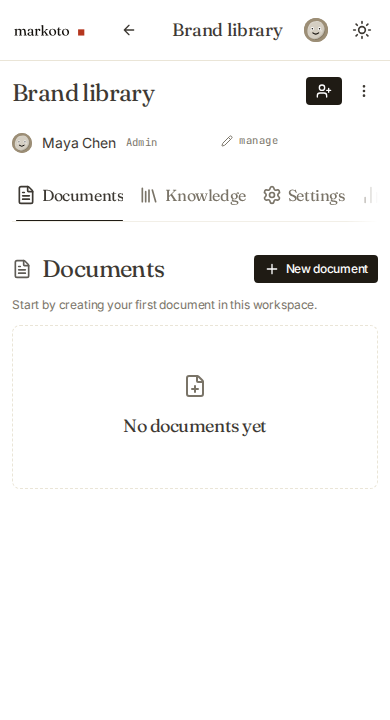 markoto
Brand library
Brand library
Maya Chen Admin manage
Documents Knowledge Settings
Documents
New document
Start by creating your first document in this workspace.
No documents yet